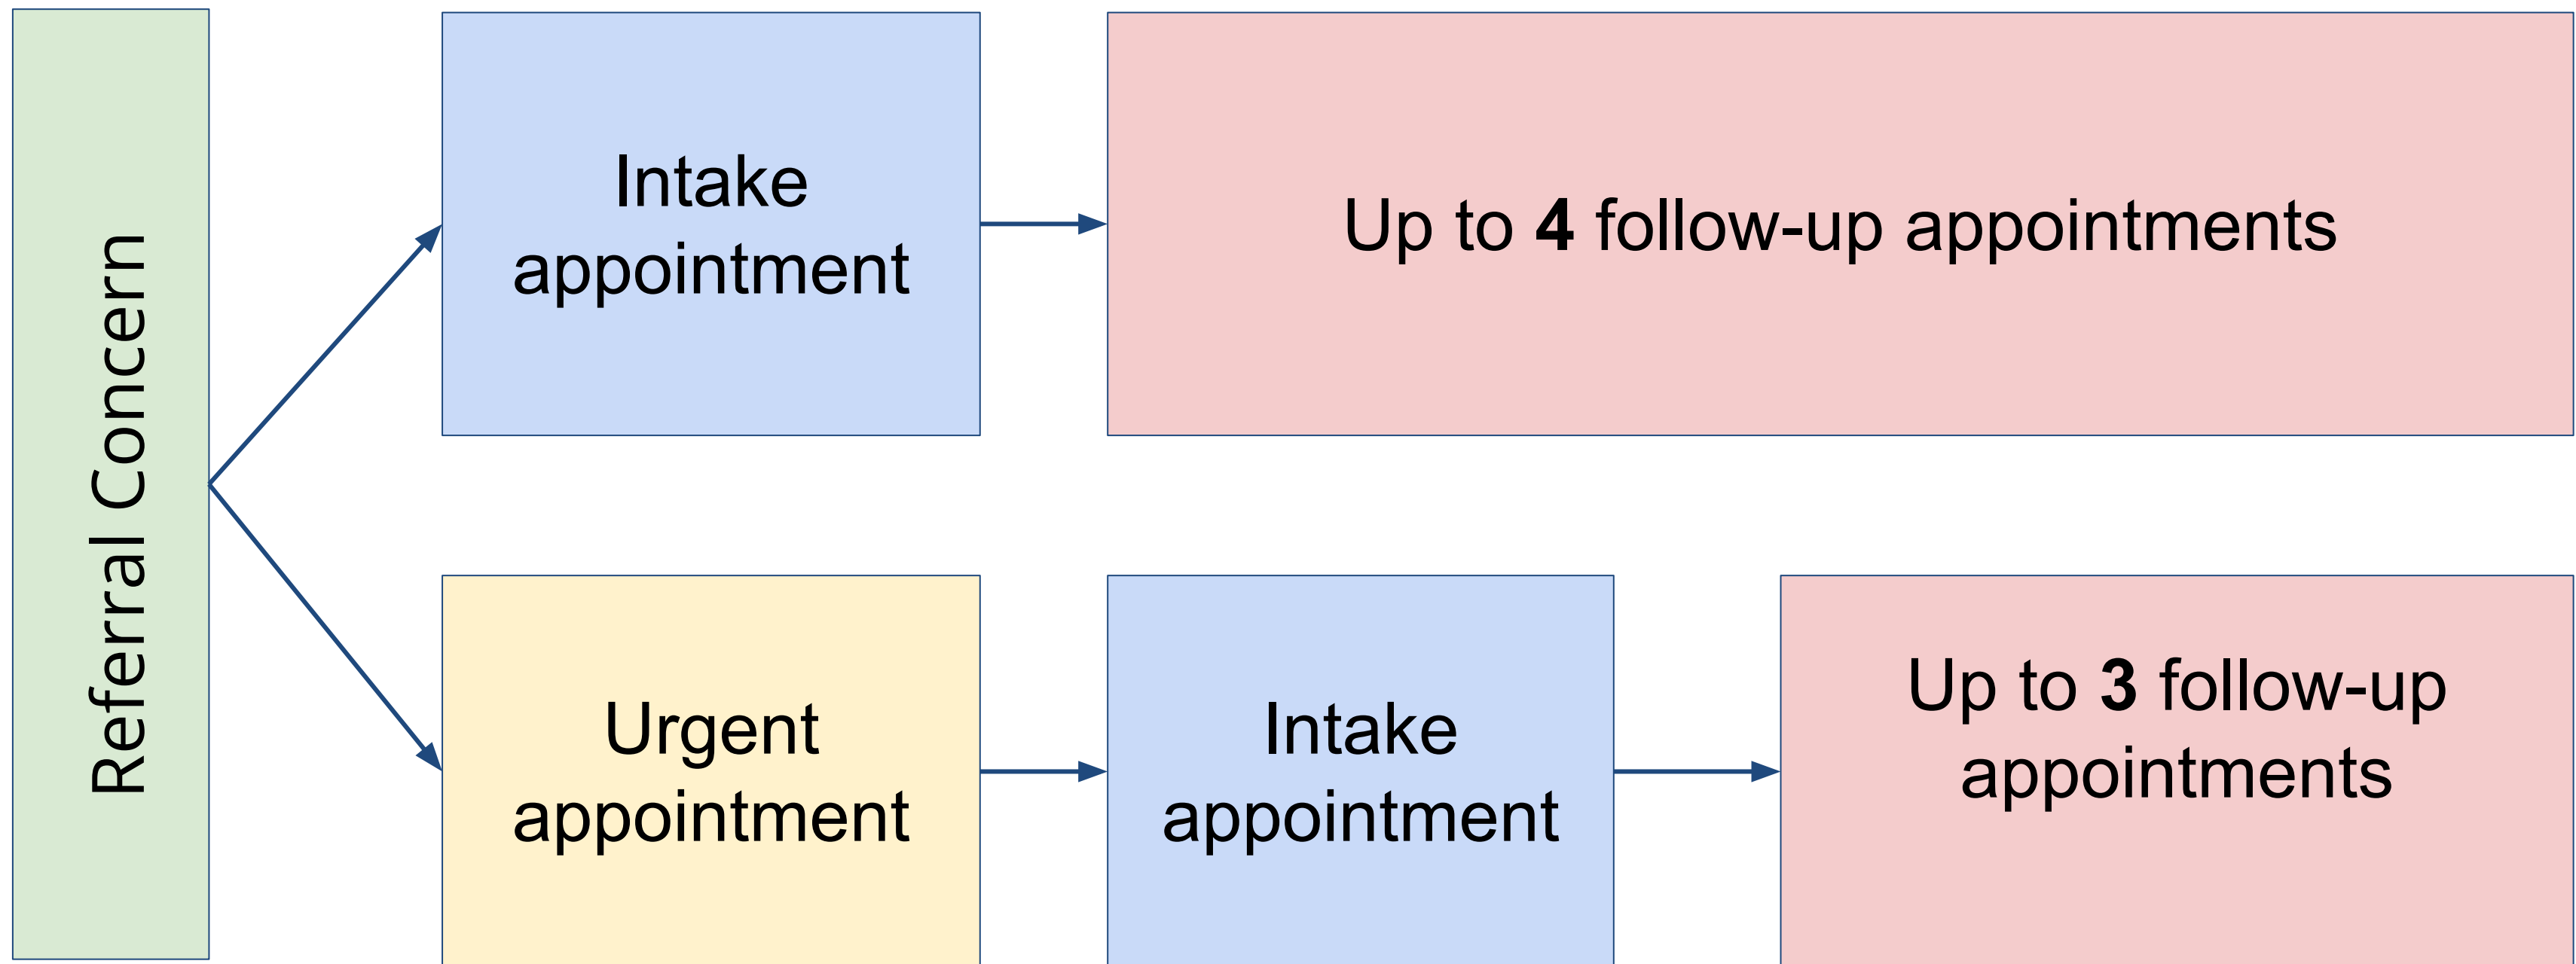 Referral Concern
Intake
appointment
Up to 4 follow-up appointments
Urgent
appointment
Intake
appointment
Up to 3 follow-up
appointments